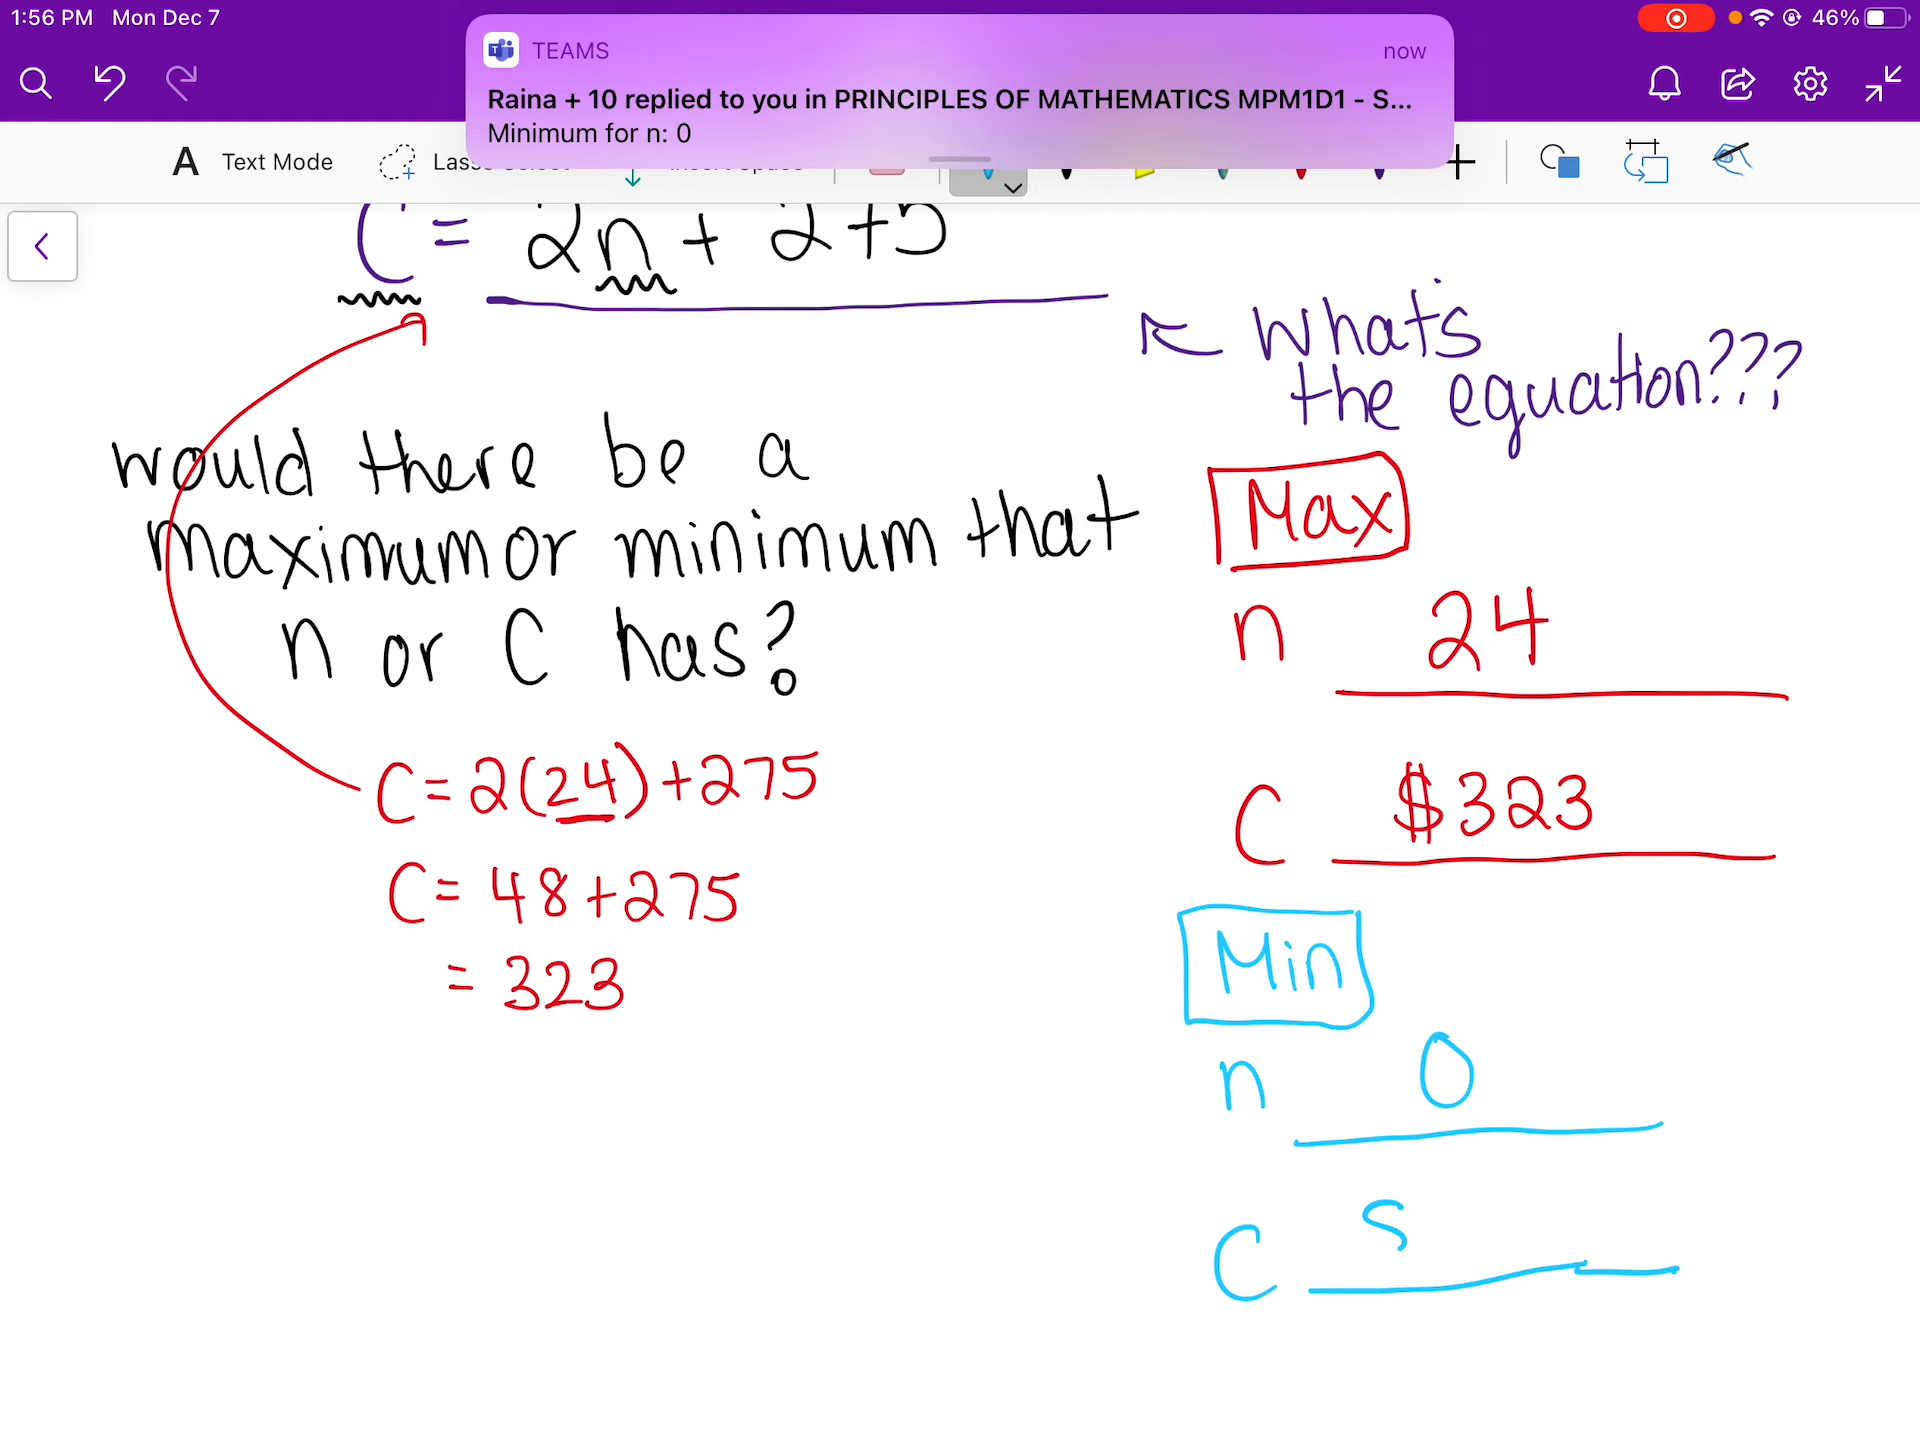 1:56 PM Mon Dec 7
46%
TEAMS
now
Raina + 10 replied to you in PRINCIPLES OF MATHEMATICS MPM1D1 - S...
Minimum for n: 0
A Text Mode
C = 2n + 275
what's
the equation???
would there be a
maximum or minimum that
n or C has?
C = 2(24) + 275
C = 48 + 275
= 323
Max
n 24
C $323
Min
n 0
C S